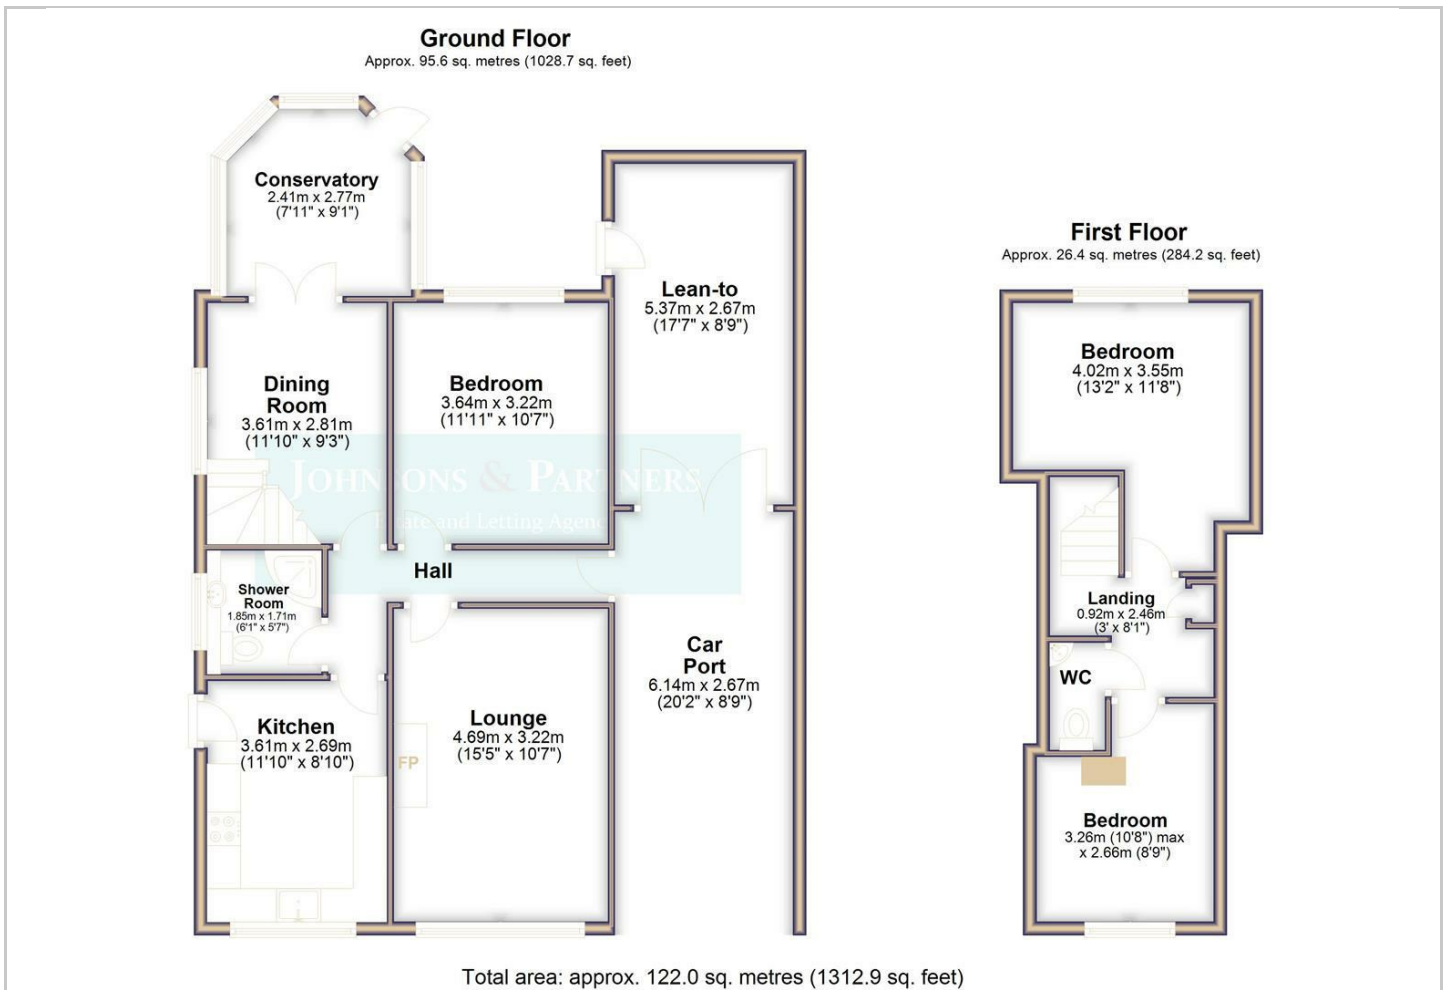 Ground Floor
Approx. 95.6 sq. metres (1028.7 sq. feet)
Conservatory
2.41m x 2.77m
(7'11" x 9'1")
Lean-to
5.37m x 2.67m
(17'7" x 8'9")
Dining
Room
3.61m x 2.81m
(11'10" x 9'3")
Bedroom
3.64m x 3.22m
(11'11" x 10'7")
JOHNSONS & PARTNERS
Estate and Letting Agency
Hall
Shower
Room
1.85m x 1.71m
(6'1" x 5'7")
Car
Port
6.14m x 2.67m
(20'2" x 8'9")
Kitchen
3.61m x 2.69m
(11'10" x 8'10")
Lounge
4.69m x 3.22m
(15'5" x 10'7")
FP
First Floor
Approx. 26.4 sq. metres (284.2 sq. feet)
Bedroom
4.02m x 3.55m
(13'2" x 11'8")
Landing
0.92m x 2.46m
(3' x 8'1")
WC
Bedroom
3.26m (10'8") max
x 2.66m (8'9")
Total area: approx. 122.0 sq. metres (1312.9 sq. feet)